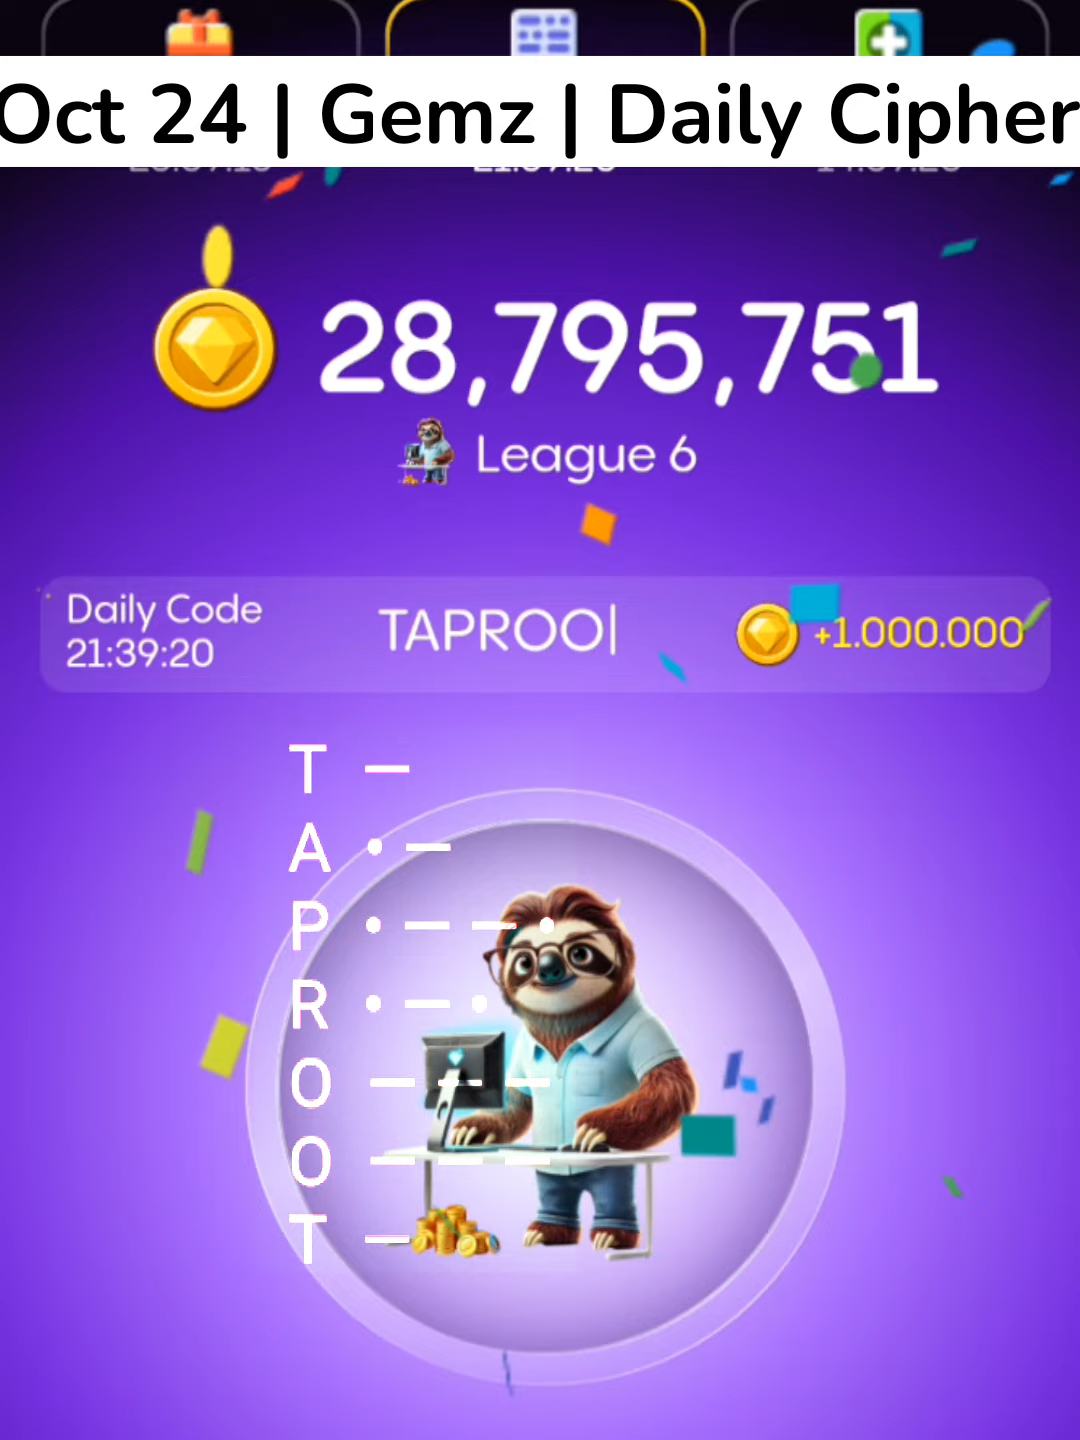 Oct 24 | Gemz | Daily Cipher
28,795,751
League 6
Daily Code
21:39:20
TAPROO|
+1.000.000
T —
A • —
P • — — •
R • — •
O — — —
O — — —
T —